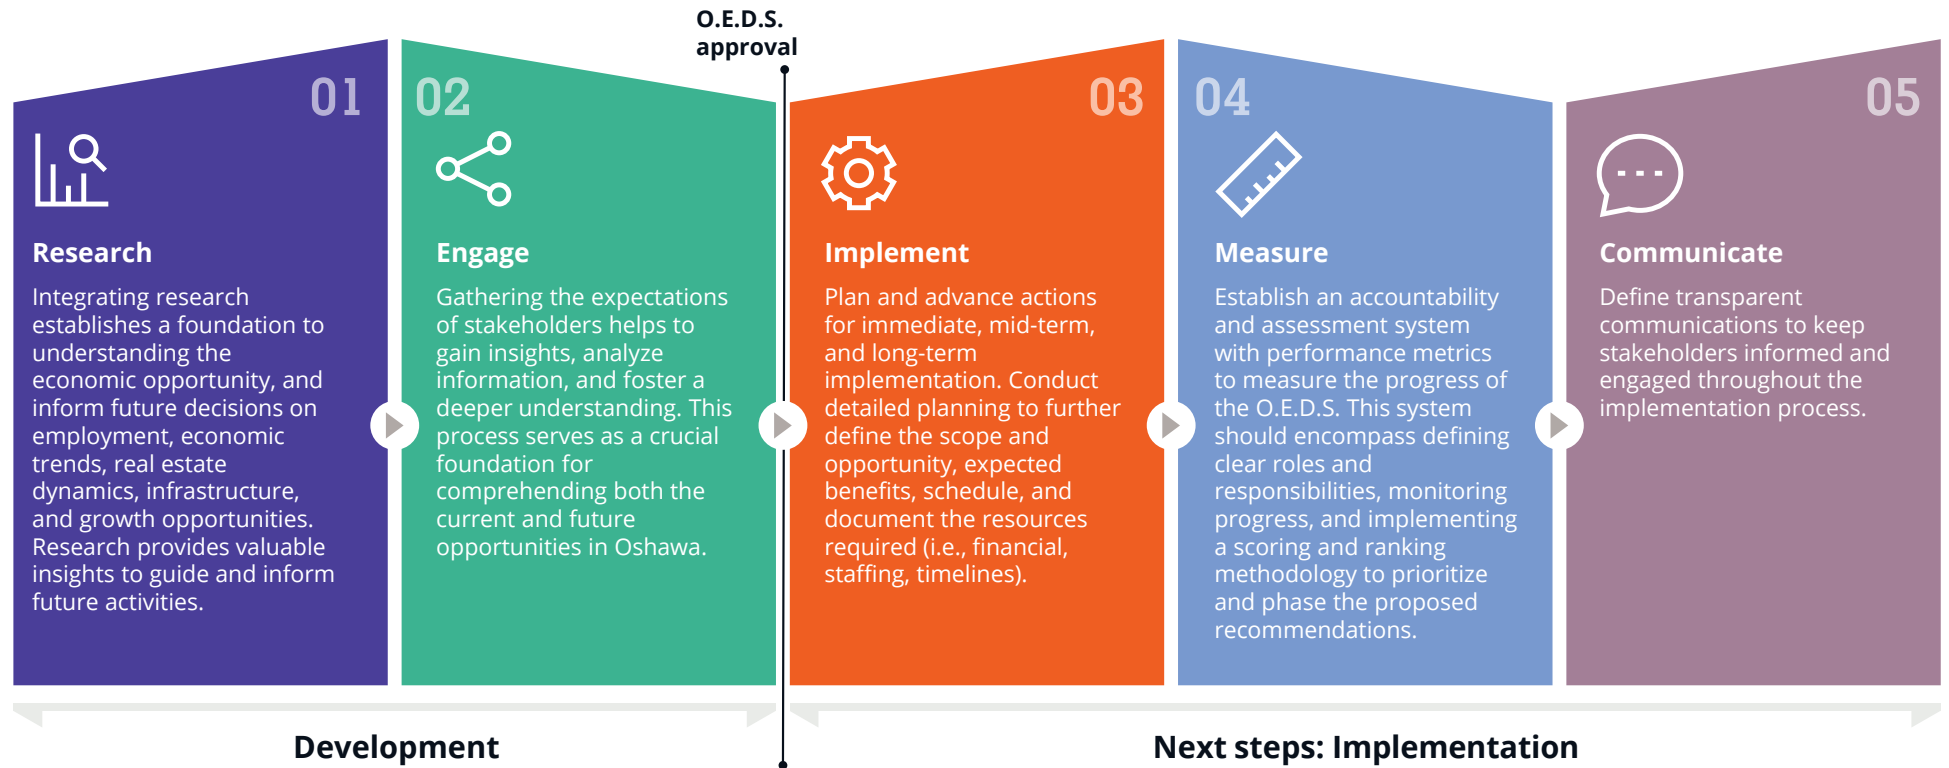 O.E.D.S.
approval
01
Research
Integrating research
establishes a foundation to
understanding the
economic opportunity, and
inform future decisions on
employment, economic
trends, real estate
dynamics, infrastructure,
and growth opportunities.
Research provides valuable
insights to guide and inform
future activities.
02
Engage
Gathering the expectations
of stakeholders helps to
gain insights, analyze
information, and foster a
deeper understanding. This
process serves as a crucial
foundation for
comprehending both the
current and future
opportunities in Oshawa.
03
Implement
Plan and advance actions
for immediate, mid-term,
and long-term
implementation. Conduct
detailed planning to further
define the scope and
opportunity, expected
benefits, schedule, and
document the resources
required (i.e., financial,
staffing, timelines).
04
Measure
Establish an accountability
and assessment system
with performance metrics
to measure the progress of
the O.E.D.S. This system
should encompass defining
clear roles and
responsibilities, monitoring
progress, and implementing
a scoring and ranking
methodology to prioritize
and phase the proposed
recommendations.
05
Communicate
Define transparent
communications to keep
stakeholders informed and
engaged throughout the
implementation process.
Development
Next steps: Implementation